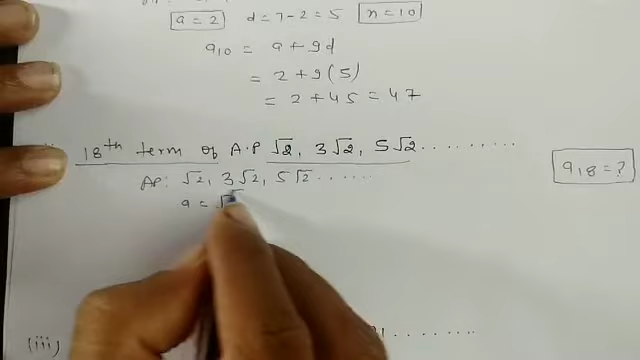 a = 2 d = 7 - 2 = 5 n = 10
a10 = a + 9d
= 2 + 9(5)
= 2 + 45 = 47
18th term of A.P √2, 3√2, 5√2.........
a18 = ?
AP: √2, 3√2, 5√2......
a = √2
(iii)